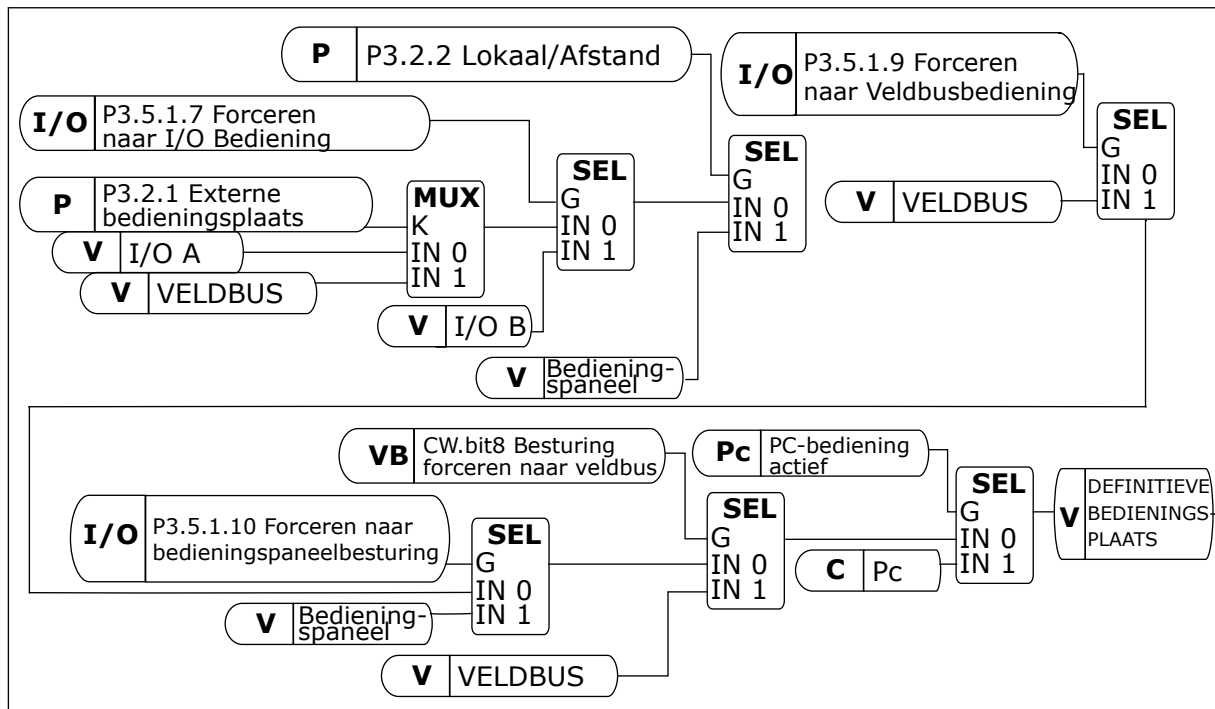 P P3.2.2 Lokaal/Afstand
I/O P3.5.1.9 Forceren
naar Veldbusbediening
I/O P3.5.1.7 Forceren
naar I/O Bediening
SEL
G
IN 0
IN 1
SEL
G
IN 0
IN 1
SEL
G
IN 0
IN 1
P P3.2.1 Externe
bedieningsplaats
MUX
K
IN 0
IN 1
V VELDBUS
V I/O A
V VELDBUS
V I/O B
V Bediening-
spaneel
VB CW.bit8 Besturing
forceren naar veldbus
Pc PC-bediening
actief
SEL
G
IN 0
IN 1
V DEFINITIEVE
BEDIENINGS-
PLAATS
I/O P3.5.1.10 Forceren naar
bedieningspaneelbesturing
SEL
G
IN 0
IN 1
SEL
G
IN 0
IN 1
C Pc
V Bediening-
spaneel
V VELDBUS